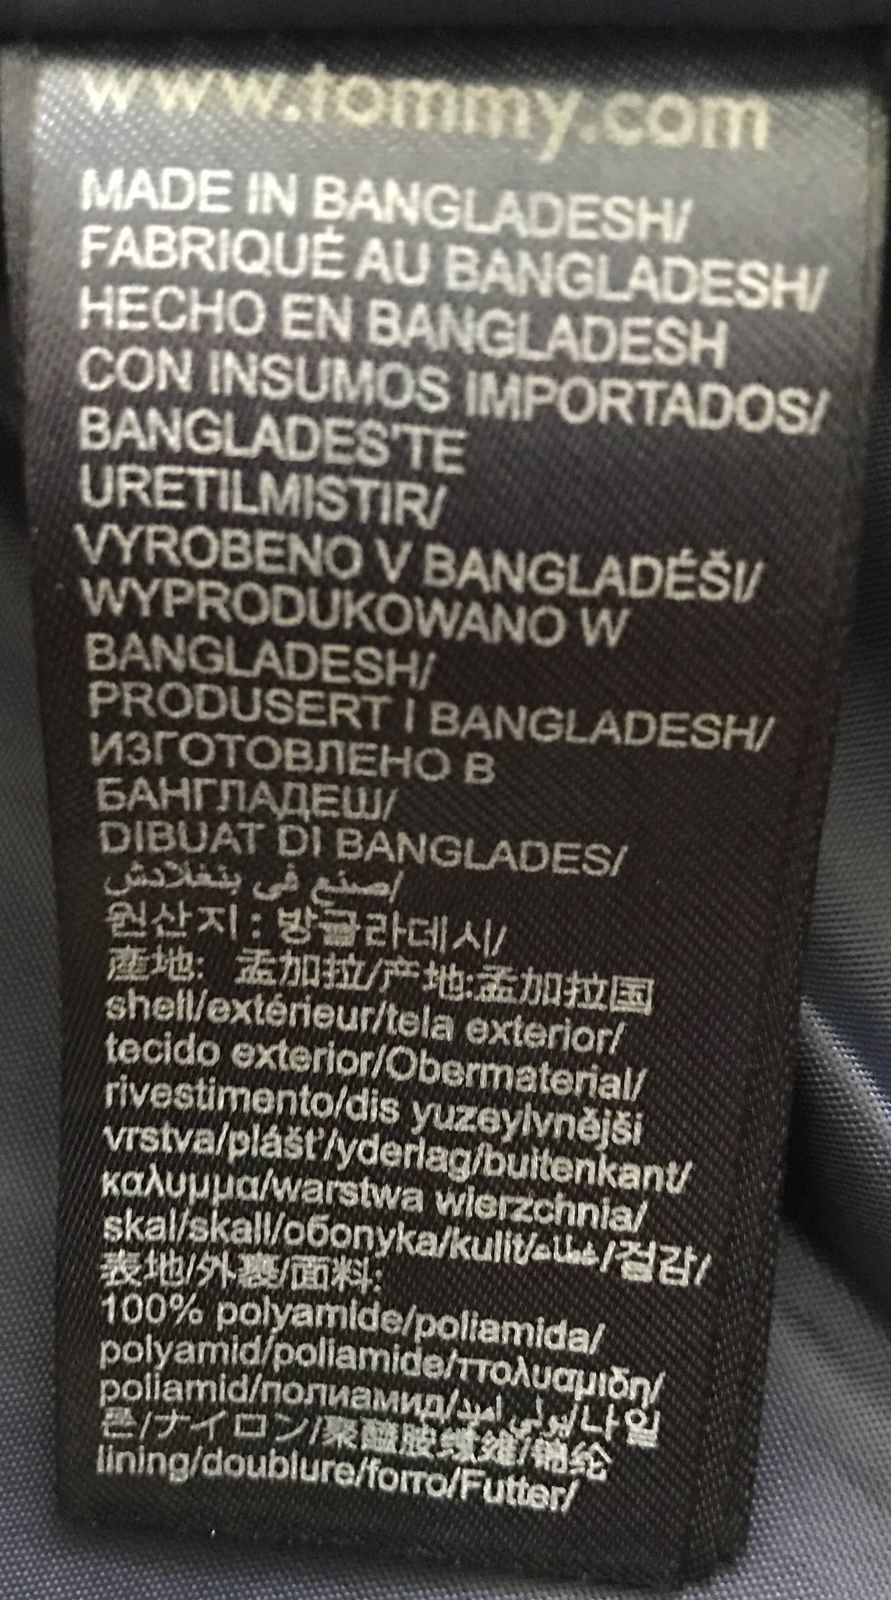 www.tommy.com
MADE IN BANGLADESH/
FABRIQUÉ AU BANGLADESH/
HECHO EN BANGLADESH
CON INSUMOS IMPORTADOS/
BANGLADES'TE
URETILMISTIR/
VYROBENO V BANGLADÉŠI/
WYPRODUKOWANO W
BANGLADESH/
PRODUSERT I BANGLADESH/
ИЗГОТОВЛЕНО В
БАНГЛАДЕШ/
DIBUAT DI BANGLADES/
صنع في بنغلادش/
원산지: 방글라데시/
產地: 孟加拉/产地:孟加拉国
shell/extérieur/tela exterior/
tecido exterior/Obermaterial/
rivestimento/dis yuzeylvnější
vrstva/plášť/yderlag/buitenkant/
καλυμμα/warstwa wierzchnia/
skal/skall/обопука/kulit/غطاء/겉감/
表地/外裹/面料:
100% polyamide/poliamida/
polyamid/poliamide/πολυαμιδη/
poliamid/полиамид/بولي اميد/나일
론/ナイロン/聚醯胺纖維/锦纶
lining/doublure/forro/Futter/